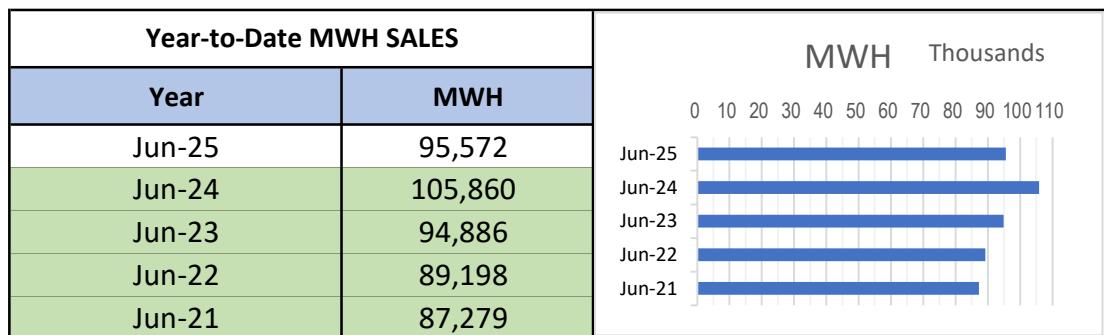 Year-to-Date MWH SALES
Year MWH
Jun-25 95,572
Jun-24 105,860
Jun-23 94,886
Jun-22 89,198
Jun-21 87,279
MWH Thousands
0 10 20 30 40 50 60 70 80 90 100 110
Jun-25
Jun-24
Jun-23
Jun-22
Jun-21